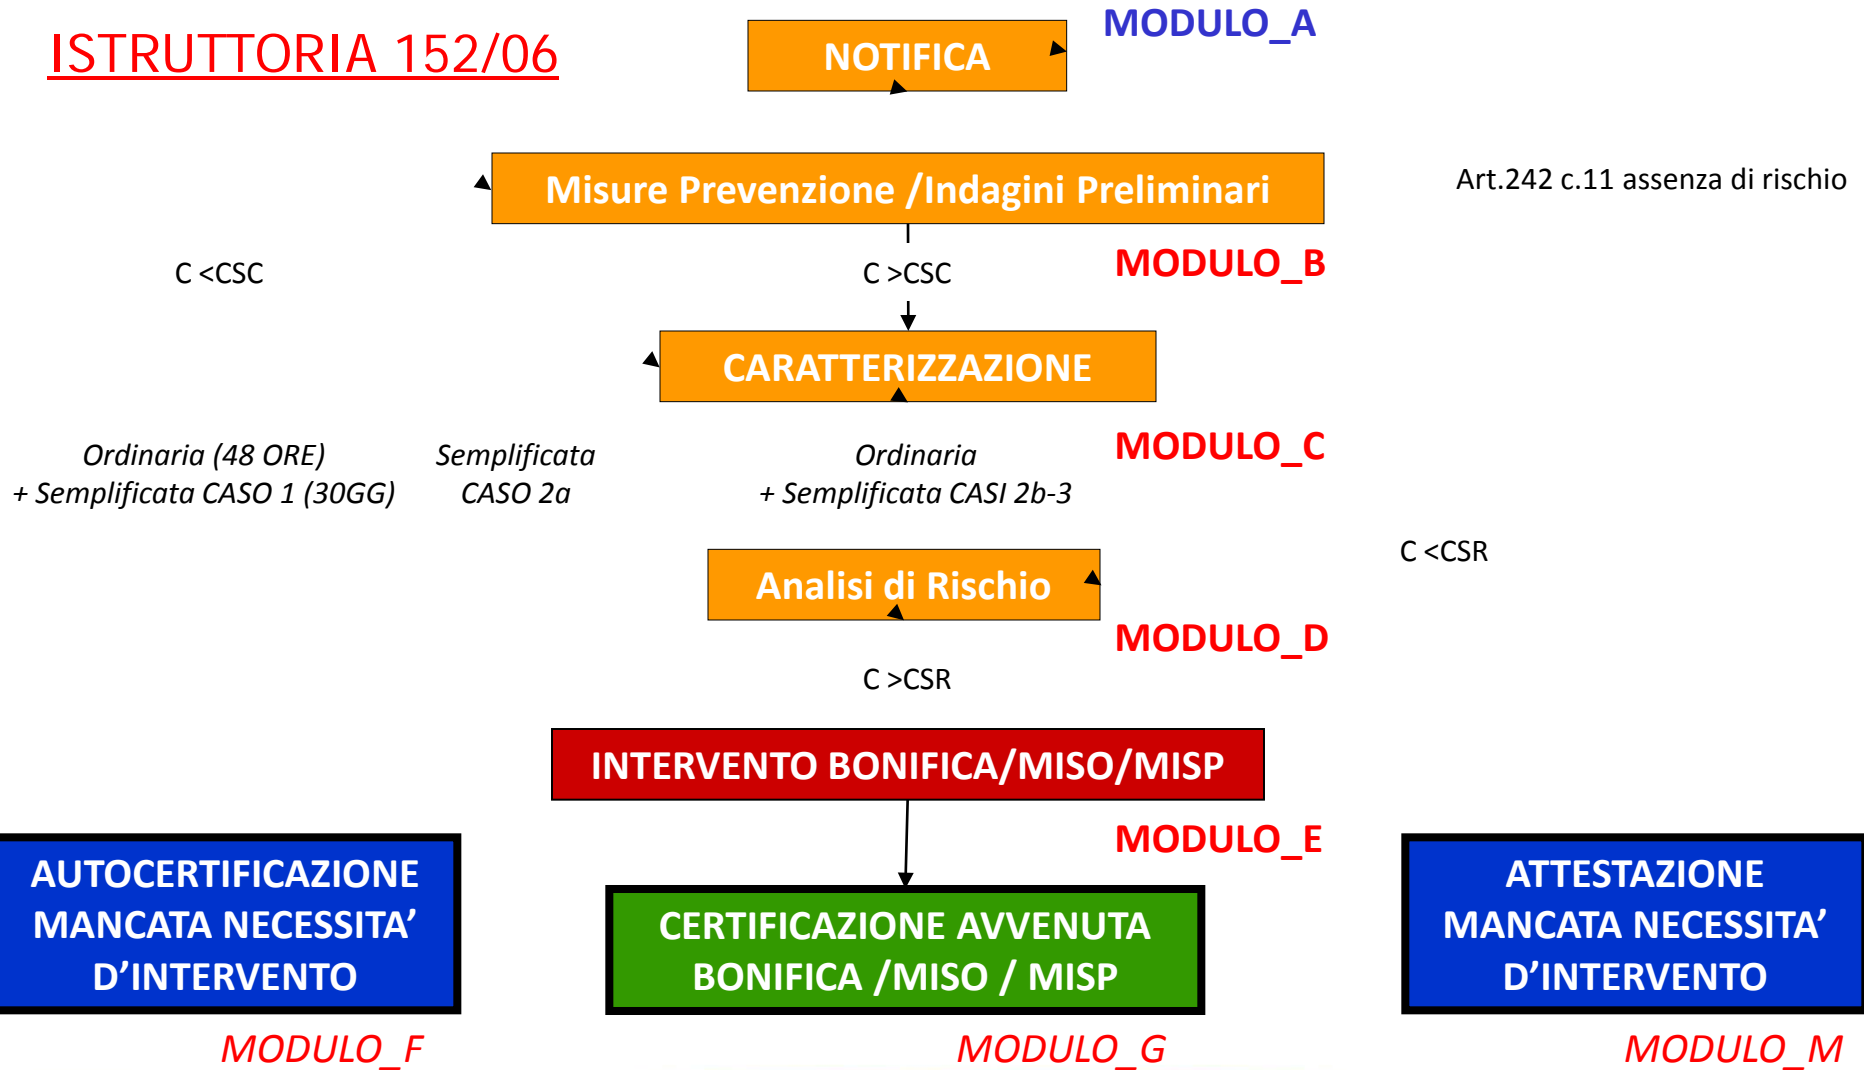 ISTRUTTORIA 152/06
MODULO_A
NOTIFICA
Misure Prevenzione /Indagini Preliminari
Art.242 c.11 assenza di rischio
C <CSC
C >CSC
MODULO_B
CARATTERIZZAZIONE
Ordinaria (48 ORE)
+ Semplificata CASO 1 (30GG)
Semplificata
CASO 2a
Ordinaria
+ Semplificata CASI 2b-3
MODULO_C
C <CSR
Analisi di Rischio
MODULO_D
C >CSR
INTERVENTO BONIFICA/MISO/MISP
MODULO_E
AUTOCERTIFICAZIONE
MANCATA NECESSITA’
D’INTERVENTO
CERTIFICAZIONE AVVENUTA
BONIFICA /MISO / MISP
ATTESTAZIONE
MANCATA NECESSITA’
D’INTERVENTO
MODULO_F
MODULO_G
MODULO_M